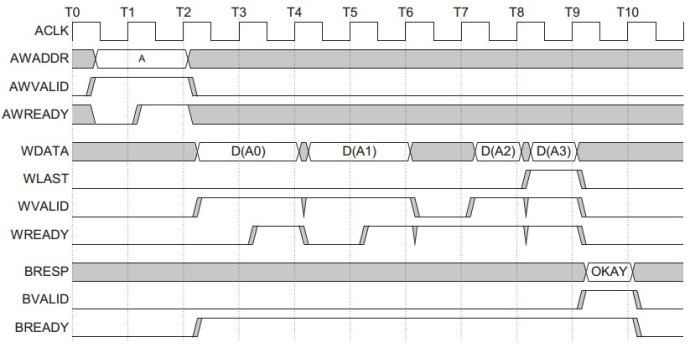 T0 T1 T2 T3 T4 T5 T6 T7 T8 T9 T10
ACLK
AWADDR A
AWVALID
AWREADY
WDATA D(A0) D(A1) D(A2) D(A3)
WLAST
WVALID
WREADY
BRESP OKAY
BVALID
BREADY